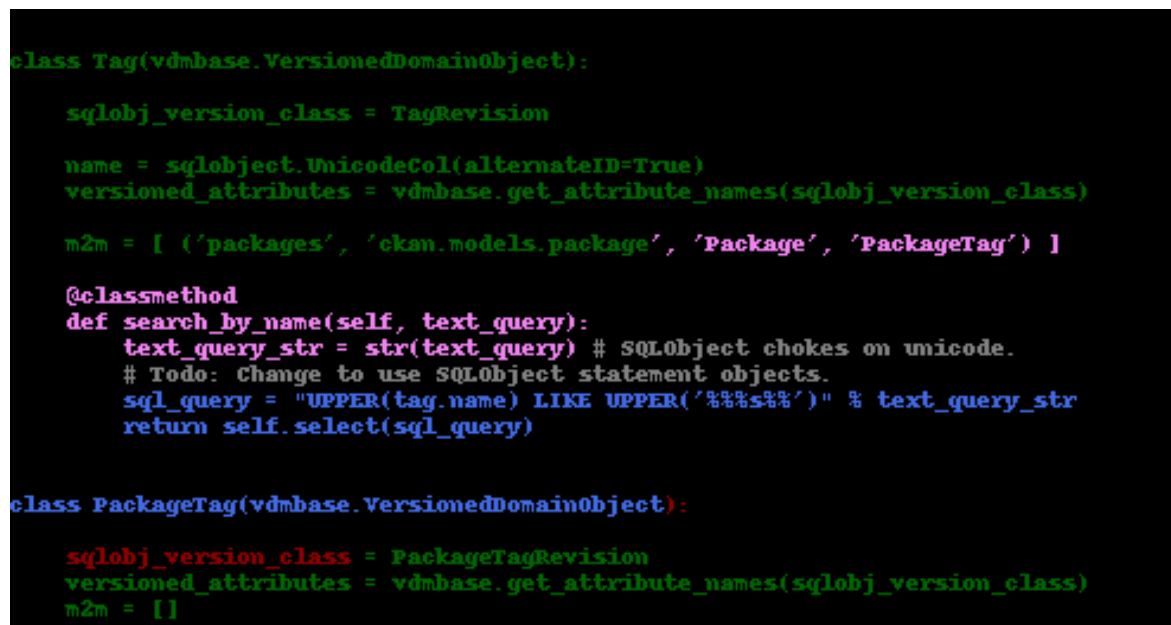 class Tag(vdmbase.VersionedDomainObject):
sqlobj_version_class = TagRevision
name = sqlobject.UnicodeCol(alternateID=True)
versioned_attributes = vdmbase.get_attribute_names(sqlobj_version_class)
m2m = [ ('packages', 'ckan.models.package', 'Package', 'PackageTag') ]
@classmethod
def search_by_name(self, text_query):
text_query_str = str(text_query) # SQLObject chokes on unicode.
# Todo: Change to use SQLObject statement objects.
sql_query = "UPPER(tag.name) LIKE UPPER('%%%s%%')" % text_query_str
return self.select(sql_query)
class PackageTag(vdmbase.VersionedDomainObject):
sqlobj_version_class = PackageTagRevision
versioned_attributes = vdmbase.get_attribute_names(sqlobj_version_class)
m2m = []